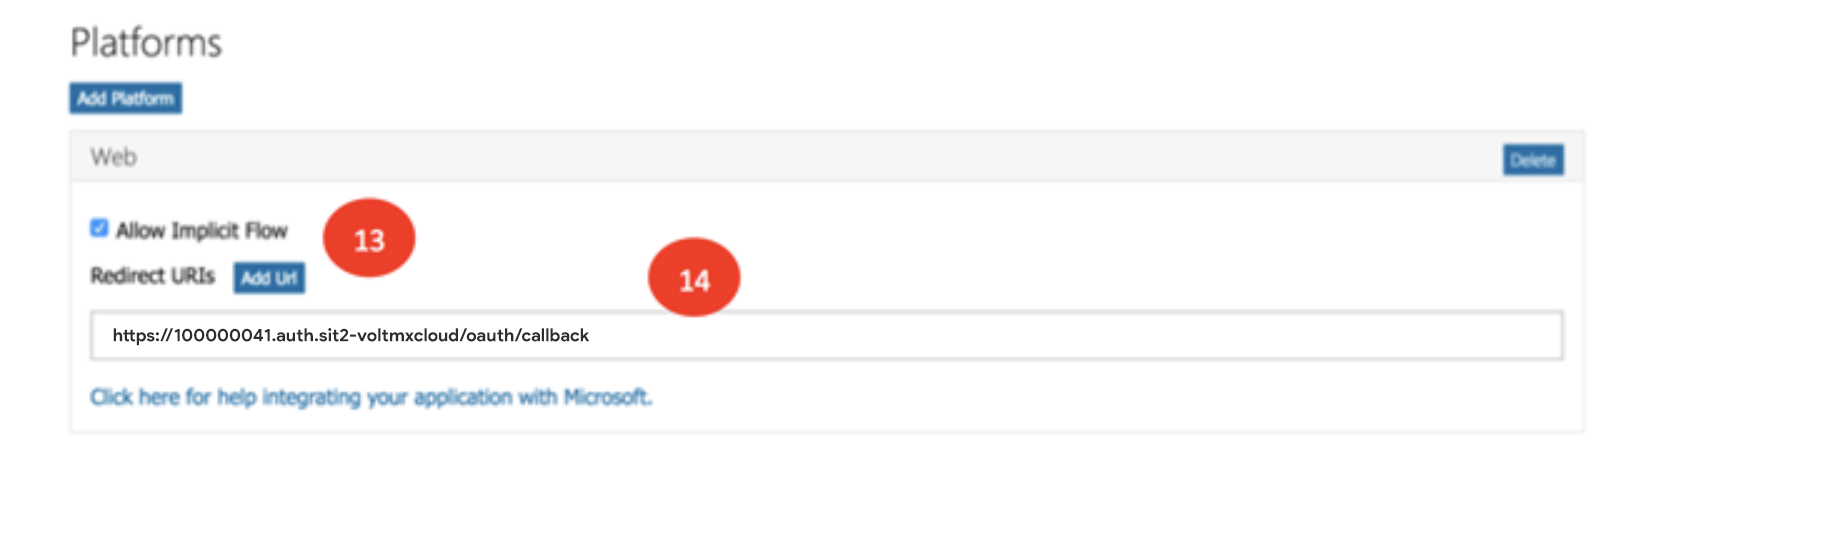 Platforms
Add Platform
Web
Delete
Allow Implicit Flow
13
Redirect URIs
Add Url
14
https://100000041.auth.sit2-voltmxcloud/oauth/callback
Click here for help integrating your application with Microsoft.